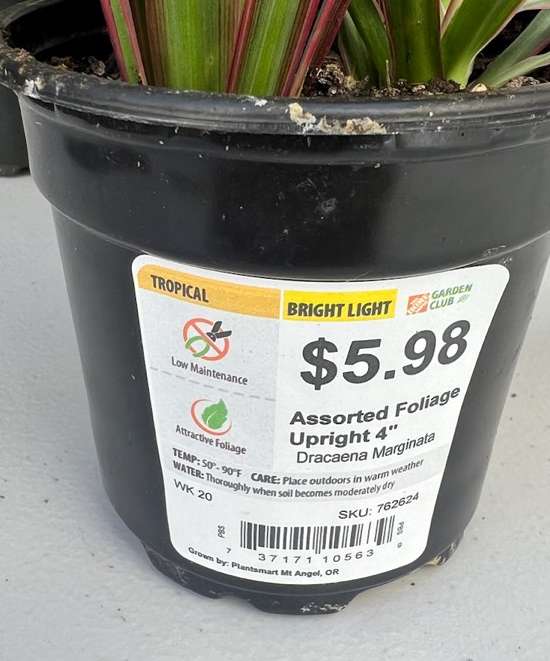 TROPICAL
BRIGHT LIGHT
GARDEN
CLUB
Low Maintenance
$5.98
Attractive Foliage
Assorted Foliage
Upright 4"
Dracaena Marginata
TEMP: 50°- 90°F CARE: Place outdoors in warm weather
WATER: Thoroughly when soil becomes moderately dry
WK 20
SKU: 762624
PBS
7 37171 10563
Grown by: Plantsmart Mt Angel, OR